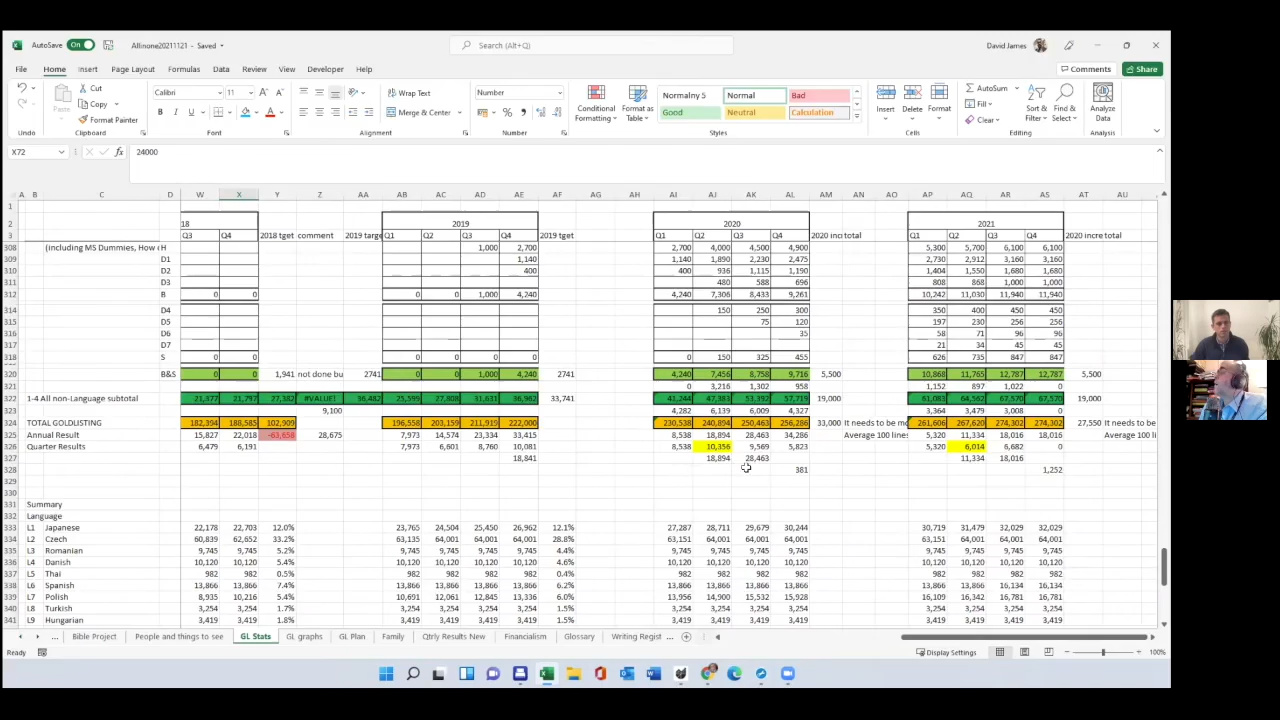 AutoSave On Allinone20211121 - Saved Search (Alt+Q) David James
File Home Insert Page Layout Formulas Data Review View Developer Help Comments Share
Cut Calibri 11 Wrap Text Number Normalny 5 Normal Bad AutoSum
Paste Copy Merge & Center Conditional Formatting Format as Table Good Neutral Calculation Insert Delete Format Fill Sort & Filter Find & Select Analyze Data
Format Painter Clear
Undo Clipboard Font Alignment Number Styles Cells Editing Analysis
X72 fx 24000
A B C D W X Y Z AA AB AC AD AE AF AG AH AI AJ AK AL AM AN AO AP AQ AR AS AT AU
1
2 18 2019 2020 2021
3 Q3 Q4 2018 tget comment 2019 targe Q1 Q2 Q3 Q4 2019 tget Q1 Q2 Q3 Q4 2020 inc total Q1 Q2 Q3 Q4 2020 incre total
308 (including MS Dummies, How H 1,000 2,700 2,700 4,000 4,500 4,900 5,300 5,700 6,100 6,100
309 D1 1,140 1,140 1,890 2,230 2,475 2,730 2,912 3,160 3,160
310 D2 400 400 936 1,115 1,190 1,404 1,550 1,680 1,680
311 D3 480 588 696 808 868 1,000 1,000
312 B 0 0 0 0 1,000 4,240 4,240 7,306 8,433 9,261 10,242 11,030 11,940 11,940
314 D4 150 250 300 350 400 450 450
315 D5 75 120 197 230 256 256
316 D6 35 58 71 96 96
317 D7 21 34 45 45
318 S 0 0 0 0 0 0 0 150 325 455 626 735 847 847
320 B&S 0 0 1,941 not done bu 2741 0 0 1,000 4,240 2741 4,240 7,456 8,758 9,716 5,500 10,868 11,765 12,787 12,787 5,500
321 0 3,216 1,302 958 1,152 897 1,022 0
322 1-4 All non-Language subtotal 21,377 21,797 27,382 #VALUE! 36,482 25,595 27,808 31,631 36,962 33,741 41,244 47,383 53,392 57,719 19,000 61,083 64,562 67,570 67,570 19,000
323 9,100 4,282 6,139 6,009 4,327 3,364 3,479 3,008 0
324 TOTAL GOLDLISTING 182,394 188,585 102,909 196,558 203,159 211,919 222,000 230,538 240,894 250,463 256,286 33,000 It needs to be mo 261,606 267,620 274,302 274,302 27,550 It needs to be
325 Annual Result 15,827 22,018 -63,658 28,675 7,973 14,574 23,334 33,415 8,538 18,894 28,463 34,286 Average 100 lines 5,320 11,334 18,016 18,016 Average 100 li
326 Quarter Results 6,479 6,191 7,973 6,601 8,760 10,081 8,538 10,356 9,569 5,823 5,320 6,014 6,682 0
327 18,841 18,894 28,463 11,334 18,016
328 381 1,252
329
330
331 Summary
332 Language
333 L1 Japanese 22,178 22,703 12.0% 23,765 24,504 25,450 26,962 12.1% 27,287 28,711 29,679 30,244 30,719 31,479 32,029 32,029
334 L2 Czech 60,839 62,652 33.2% 63,135 64,001 64,001 64,001 28.8% 63,151 64,001 64,001 64,001 63,151 64,001 64,001 64,001
335 L3 Romanian 9,745 9,745 5.2% 9,745 9,745 9,745 9,745 4.4% 9,745 9,745 9,745 9,745 9,745 9,745 9,745 9,745
336 L4 Danish 10,120 10,120 5.4% 10,120 10,120 10,120 10,120 4.6% 10,120 10,120 10,120 10,120 10,120 10,120 10,120 10,120
337 L5 Thai 982 982 0.5% 982 982 982 982 0.4% 982 982 982 982 982 982 982 982
338 L6 Spanish 13,866 13,866 7.4% 13,866 13,866 13,866 13,866 6.2% 13,866 13,866 13,866 13,866 13,866 13,866 16,134 16,134
339 L7 Polish 8,935 10,216 5.4% 10,691 12,061 12,085 13,336 6.0% 13,956 14,900 15,532 15,928 16,109 16,342 16,781 16,781
340 L8 Turkish 3,254 3,254 1.7% 3,254 3,254 3,254 3,254 1.5% 3,254 3,254 3,254 3,254 3,254 3,254 3,254 3,254
341 L9 Hungarian 3,419 3,419 1.8% 3,419 3,419 3,419 3,419 1.5% 3,419 3,419 3,419 3,419 3,419 3,419 3,419 3,419
... Bible Project People and things to see GL Stats GL graphs GL Plan Family Qtrly Results New Financialism Glossary Writing Regist ...
Ready Display Settings 100%